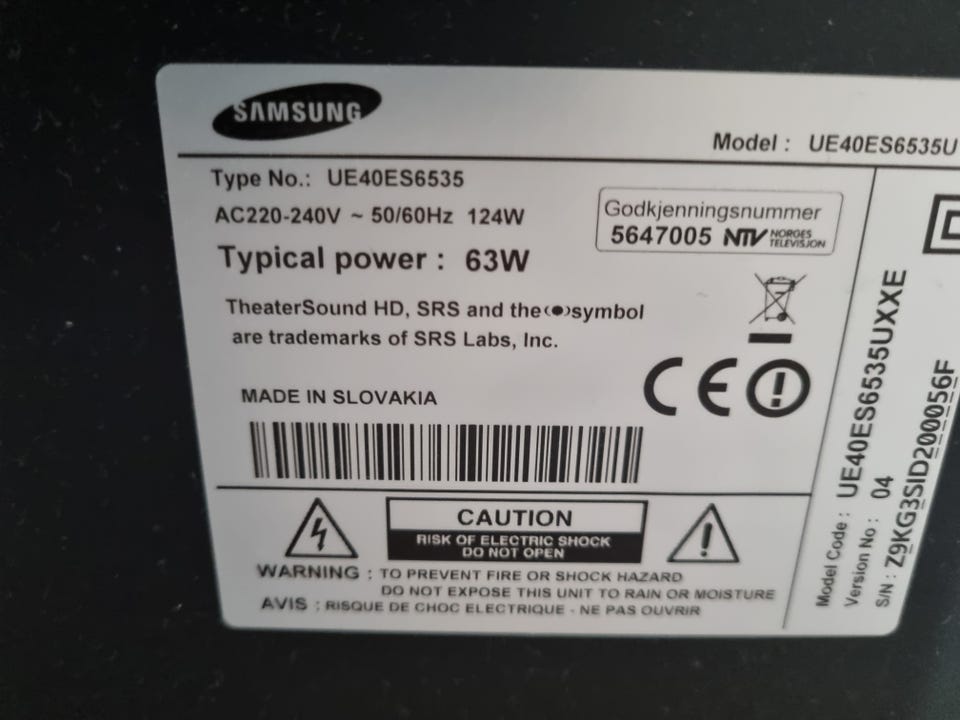 SAMSUNG
Model : UE40ES6535U
Type No.: UE40ES6535
AC220-240V ~ 50/60Hz 124W
Typical power : 63W
Godkjenningsnummer
5647005 NTV NORGES
TELEVISJON
TheaterSound HD, SRS and the (●) symbol
are trademarks of SRS Labs, Inc.
MADE IN SLOVAKIA
CE
CAUTION
RISK OF ELECTRIC SHOCK
DO NOT OPEN
WARNING : TO PREVENT FIRE OR SHOCK HAZARD
DO NOT EXPOSE THIS UNIT TO RAIN OR MOISTURE
AVIS : RISQUE DE CHOC ELECTRIQUE - NE PAS OUVRIR
Model Code : UE40ES6535UXXE
Version No : 04
S/N : Z9KG3SID200056F